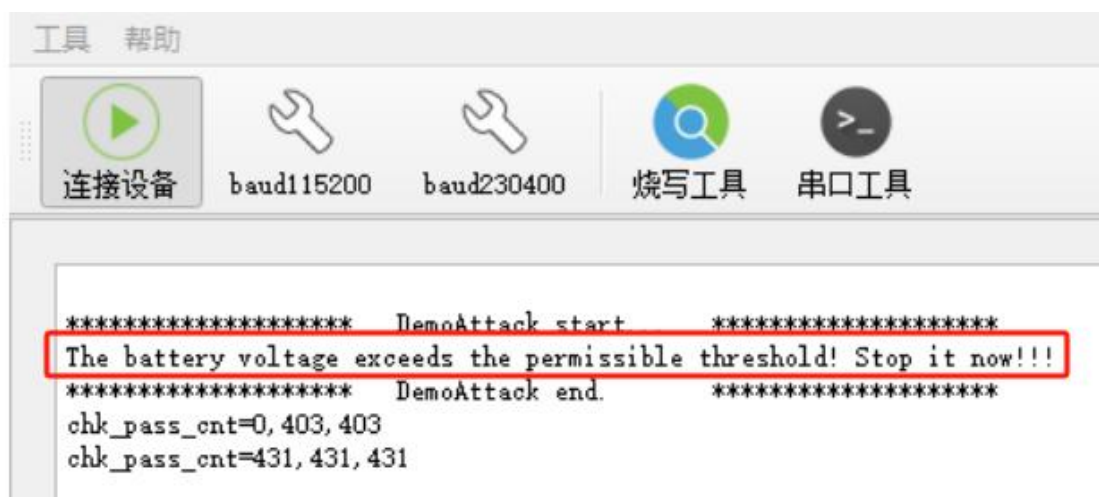 工具 帮助
连接设备 baud115200 baud230400 烧写工具 串口工具
********************* DemoAttack start... *********************
The battery voltage exceeds the permissible threshold! Stop it now!!!
********************* DemoAttack end. *********************
chk_pass_cnt=0,403,403
chk_pass_cnt=431,431,431